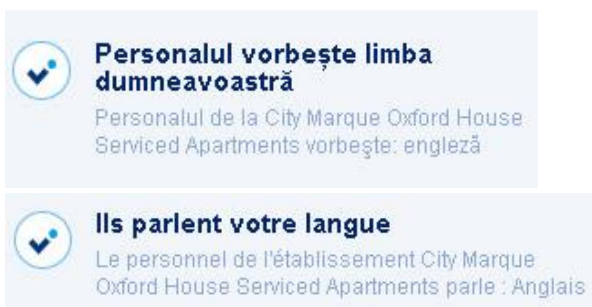 Personalul vorbește limba
dumneavoastră
Personalul de la City Marque Oxford House
Serviced Apartments vorbește: engleză
Ils parlent votre langue
Le personnel de l'établissement City Marque
Oxford House Serviced Apartments parle : Anglais